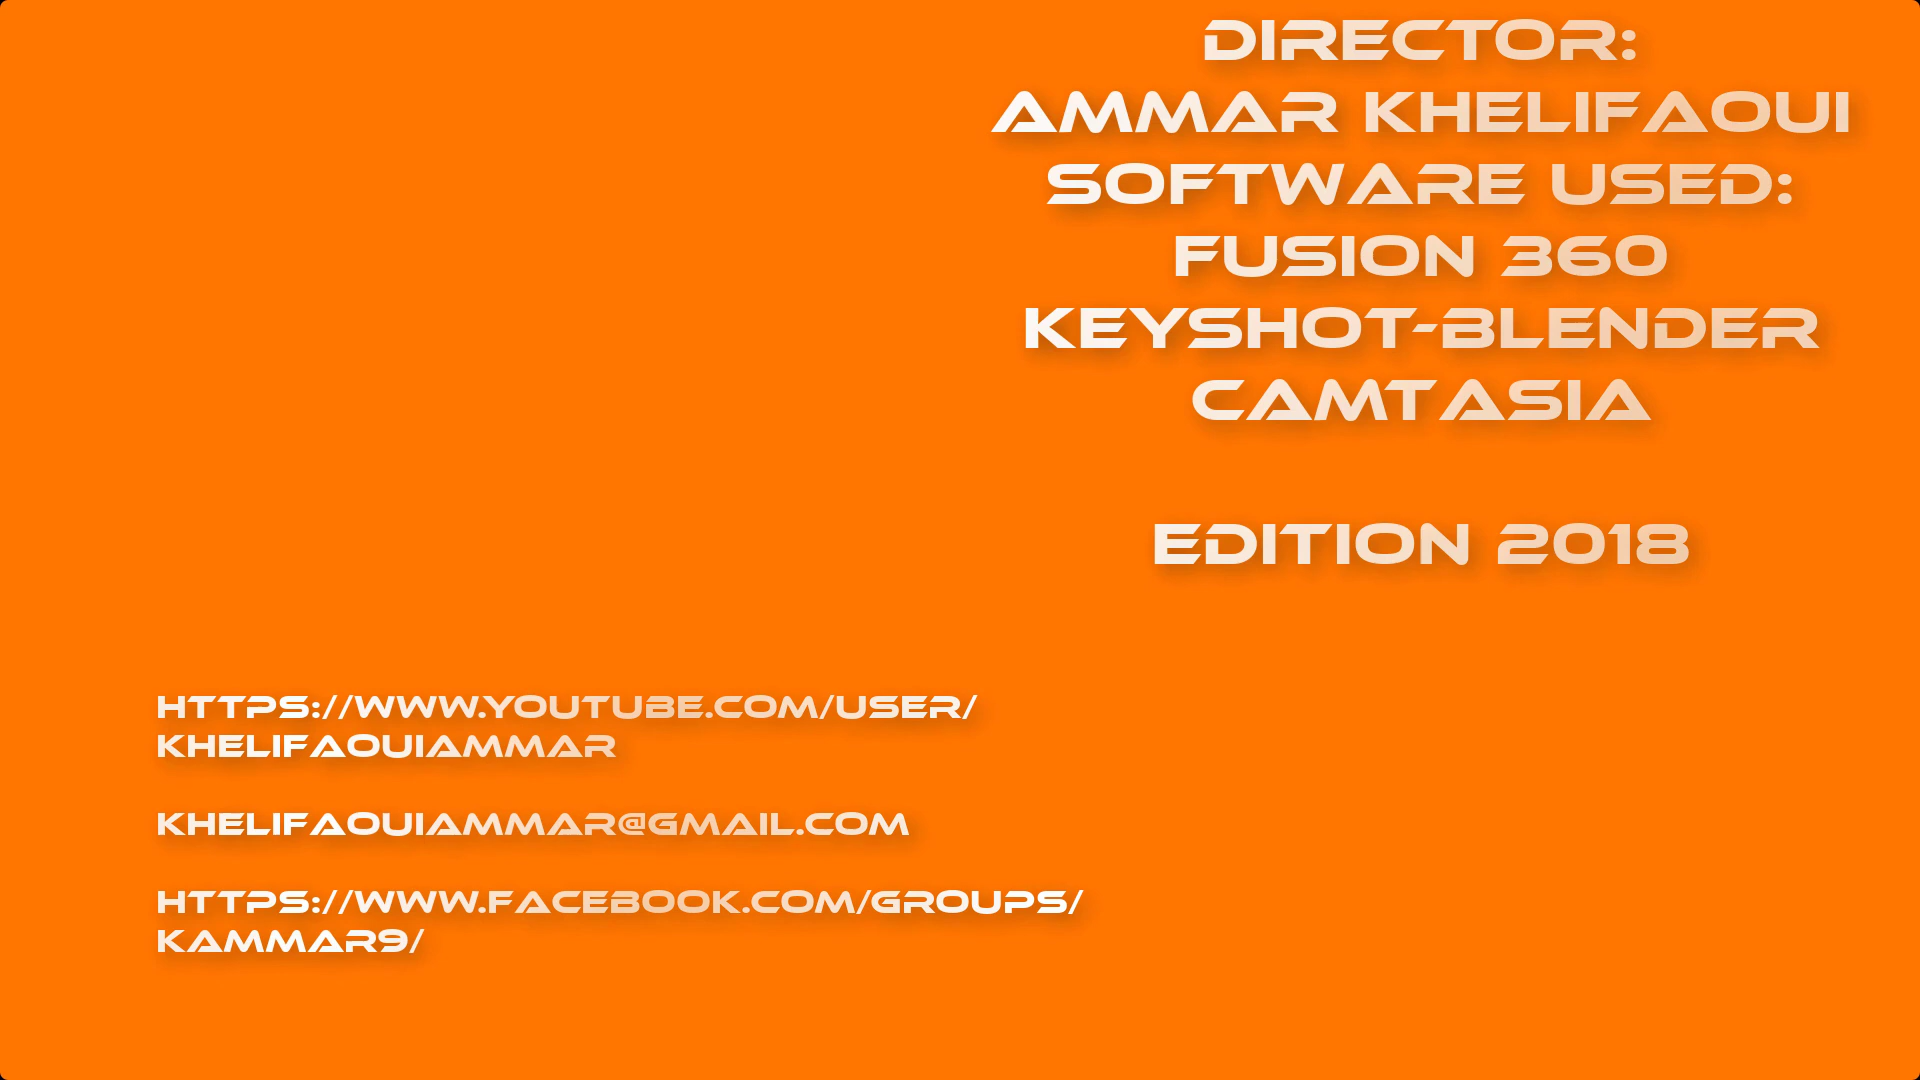 DIRECTOR:
AMMAR KHELIFAOUI
SOFTWARE USED:
FUSION 360
KEYSHOT-BLENDER
CAMTASIA
EDITION 2018
HTTPS://WWW.YOUTUBE.COM/USER/
KHELIFAOUIAMMAR
KHELIFAOUIAMMAR@GMAIL.COM
HTTPS://WWW.FACEBOOK.COM/GROUPS/
KAMMAR9/